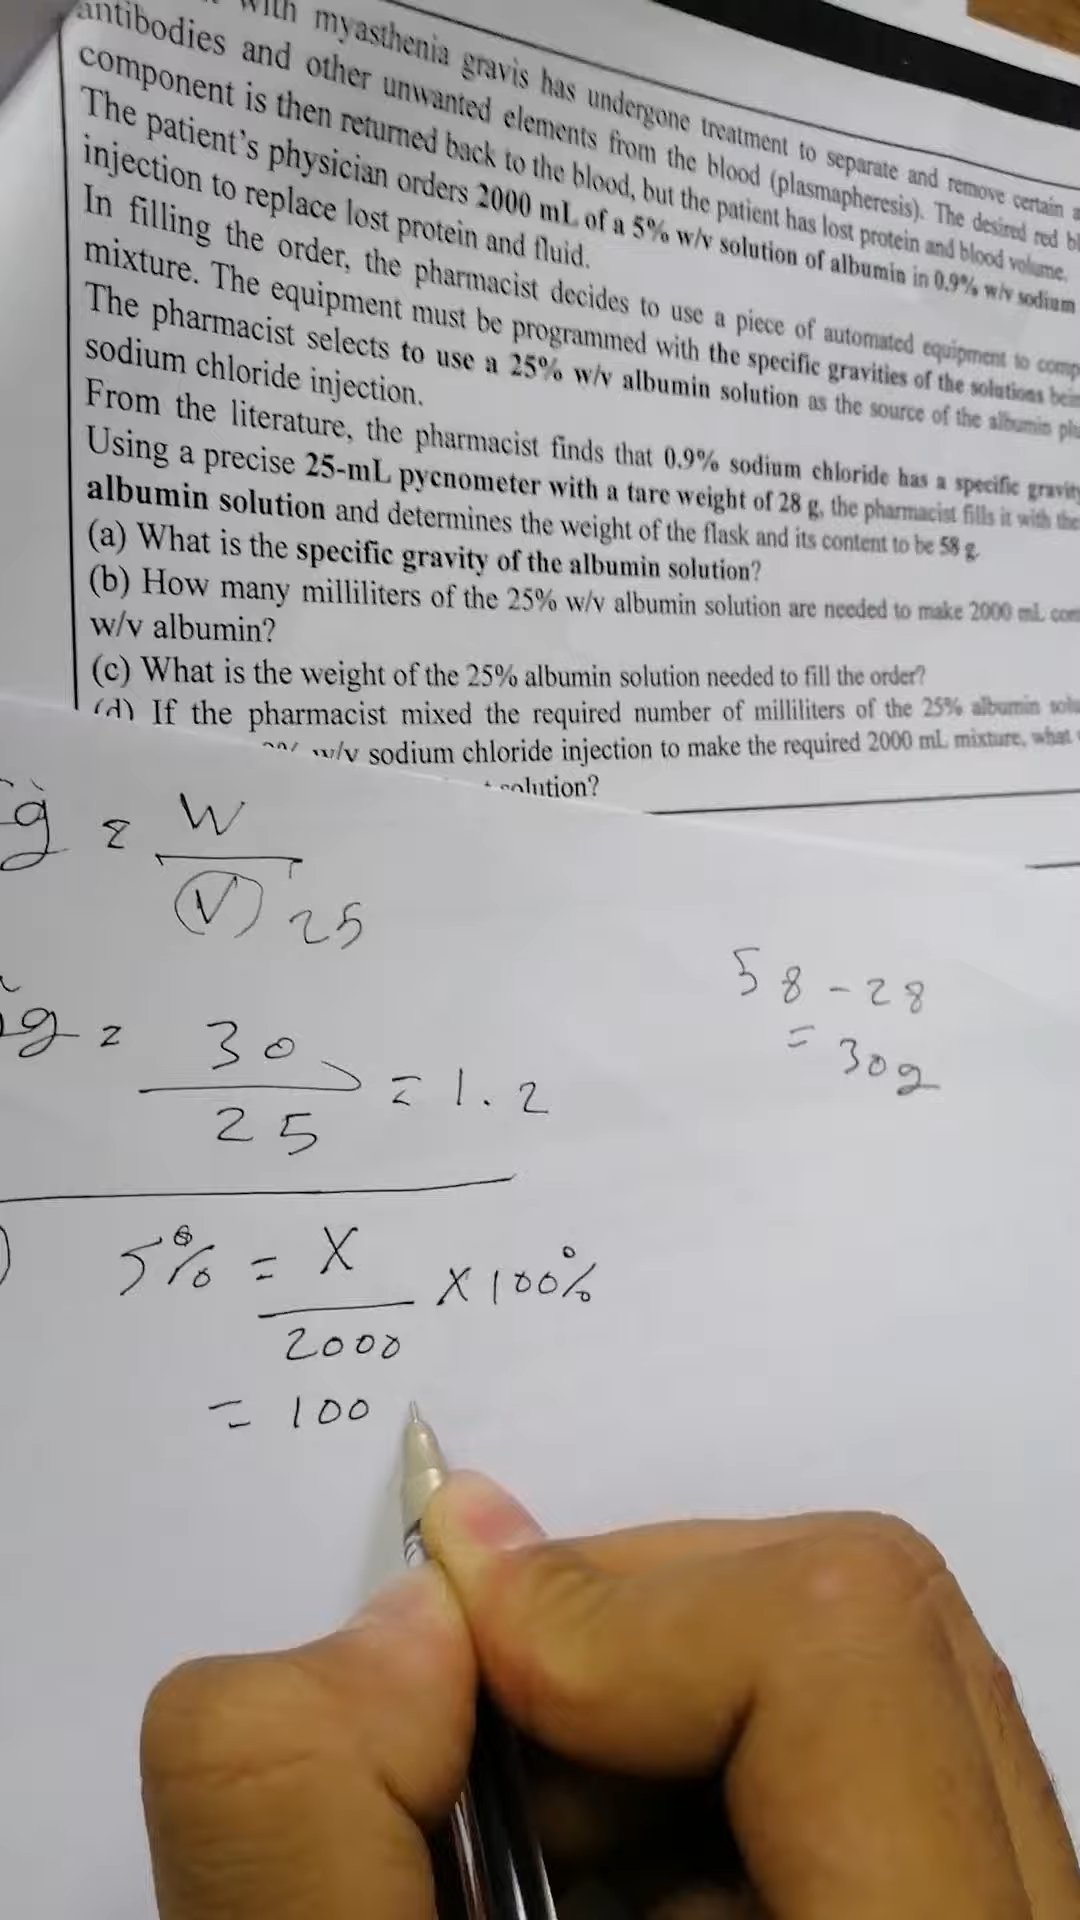 with myasthenia gravis has undergone treatment to separate and remove certain
antibodies and other unwanted elements from the blood (plasmapheresis). The desired red
component is then returned back to the blood, but the patient has lost protein and blood volume.
The patient's physician orders 2000 mL of a 5% w/v solution of albumin in 0.9% w/v sodium
injection to replace lost protein and fluid.
In filling the order, the pharmacist decides to use a piece of automated equipment to
mixture. The equipment must be programmed with the specific gravities of the solutions
The pharmacist selects to use a 25% w/v albumin solution as the source of the albumin
sodium chloride injection.
From the literature, the pharmacist finds that 0.9% sodium chloride has a specific gravity
Using a precise 25-mL pycnometer with a tare weight of 28 g, the pharmacist fills it with the
albumin solution and determines the weight of the flask and its content to be 58 g.
(a) What is the specific gravity of the albumin solution?
(b) How many milliliters of the 25% w/v albumin solution are needed to make 2000 mL
w/v albumin?
(c) What is the weight of the 25% albumin solution needed to fill the order?
(d) If the pharmacist mixed the required number of milliliters of the 25% albumin
w/v sodium chloride injection to make the required 2000 mL mixture, what
solution?
g = W
V 25
58 - 28
= 30g
g = 30
25
= 1.2
5% = X
2000
X 100%
= 100